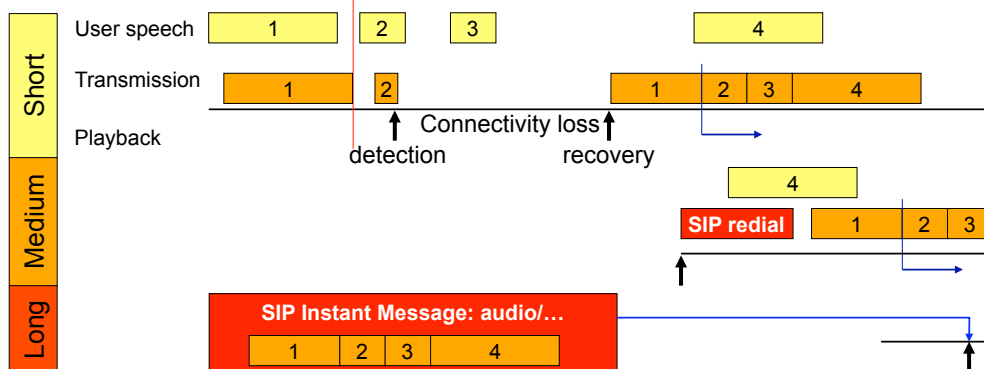 Short
User speech
1
2
3
4
Transmission
1
2
1
2
3
4
Playback
Connectivity loss
detection
recovery
Medium
4
SIP redial
1
2
3
Long
SIP Instant Message: audio/…
1
2
3
4